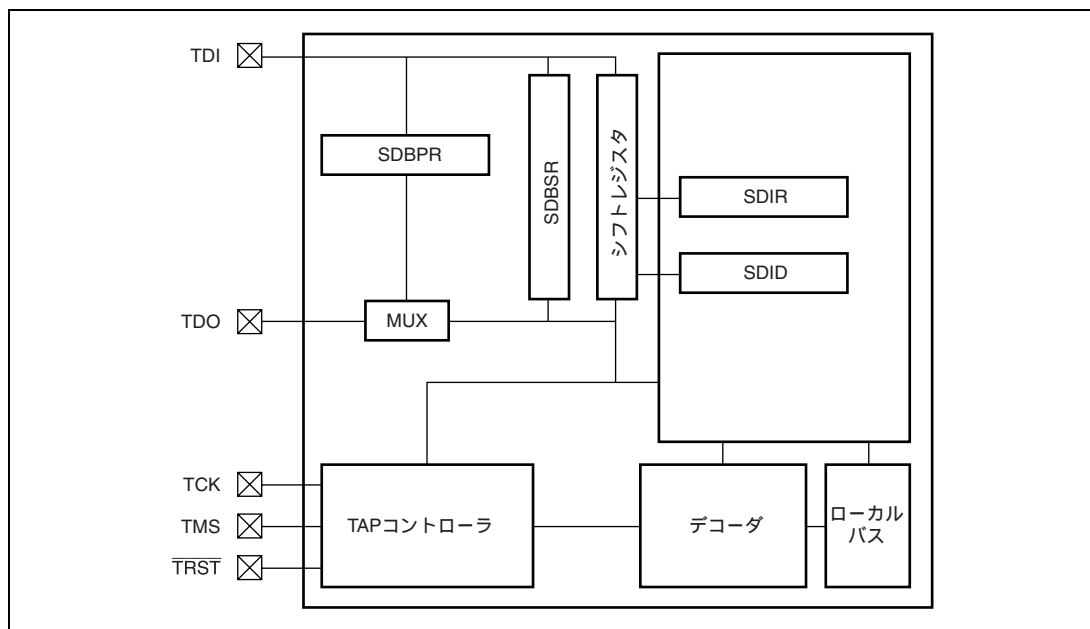 TDI
SDBPR
SDBSR
シフトレジスタ
SDIR
SDID
TDO
MUX
TCK
TMS
TRST
TAPコントローラ
デコーダ
ローカル
バス